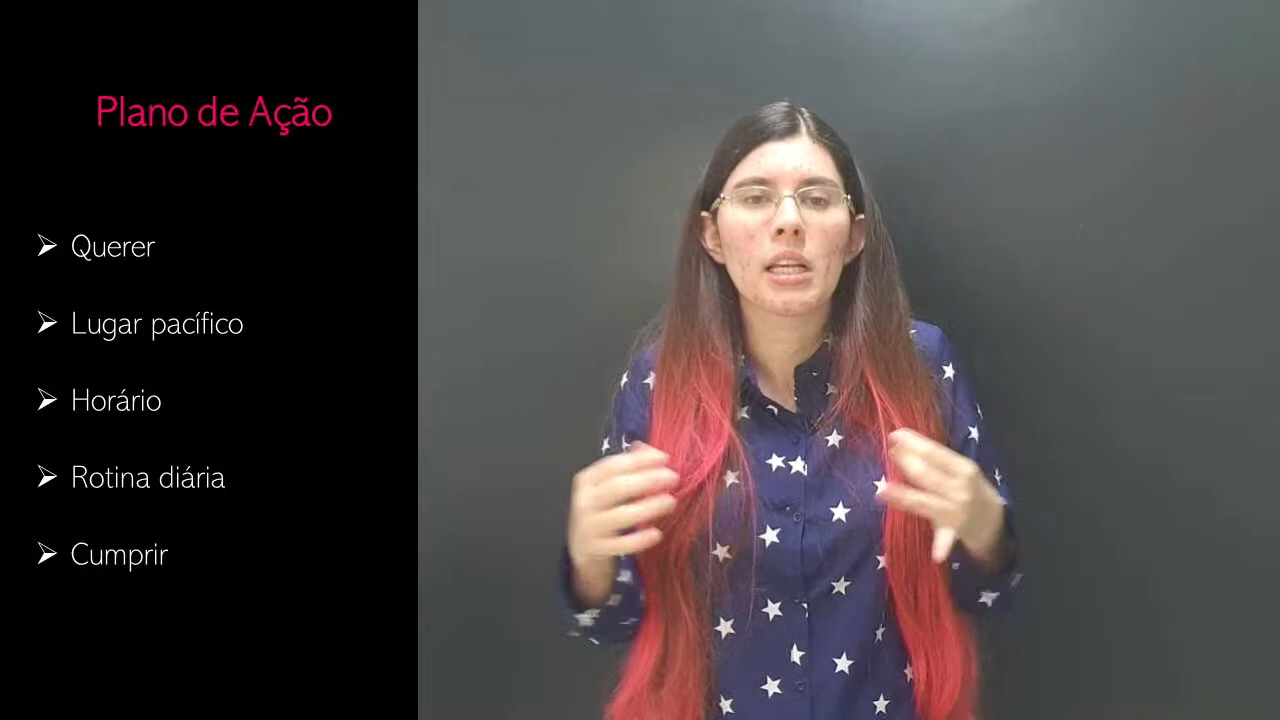 Plano de Ação
Querer
Lugar pacífico
Horário
Rotina diária
Cumprir